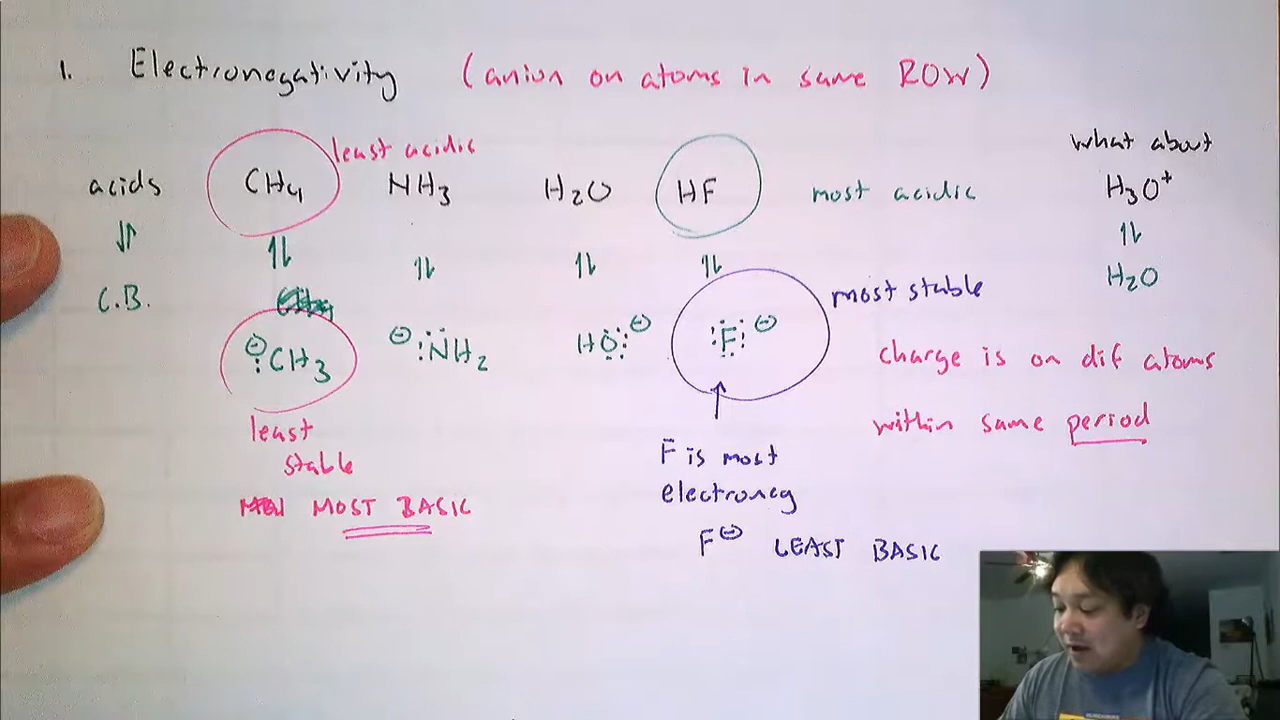 1. Electronegativity (anion on atoms in same ROW)
what about
least acidic
acids CH4 NH3 H2O HF most acidic H3O+
⇌ ⇌ ⇌ ⇌ ⇌ ⇌
C.B. H2O
most stable
⊖:CH3 ⊖:N̈H2 HÖ:⊖ :F̈:⊖
charge is on dif atoms
within same period
least
stable
MOST BASIC
F is most
electroneg
F⊖ LEAST BASIC